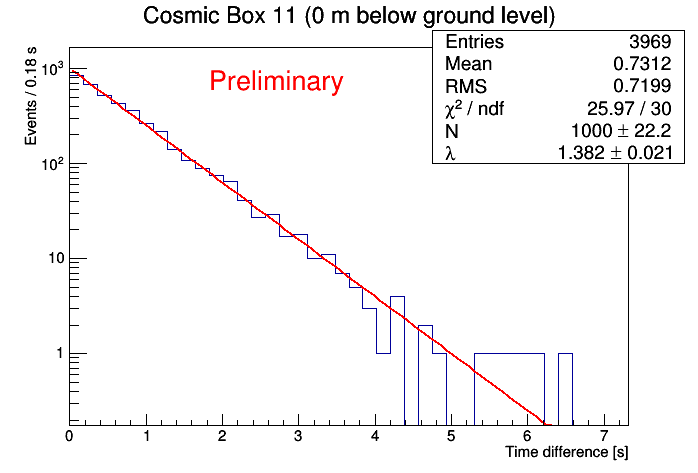 Cosmic Box 11 (0 m below ground level)
Entries 3969
Mean 0.7312
RMS 0.7199
χ² / ndf 25.97 / 30
N 1000 ± 22.2
λ 1.382 ± 0.021
Preliminary
Events / 0.18 s
10³
10²
10
1
0 1 2 3 4 5 6 7
Time difference [s]